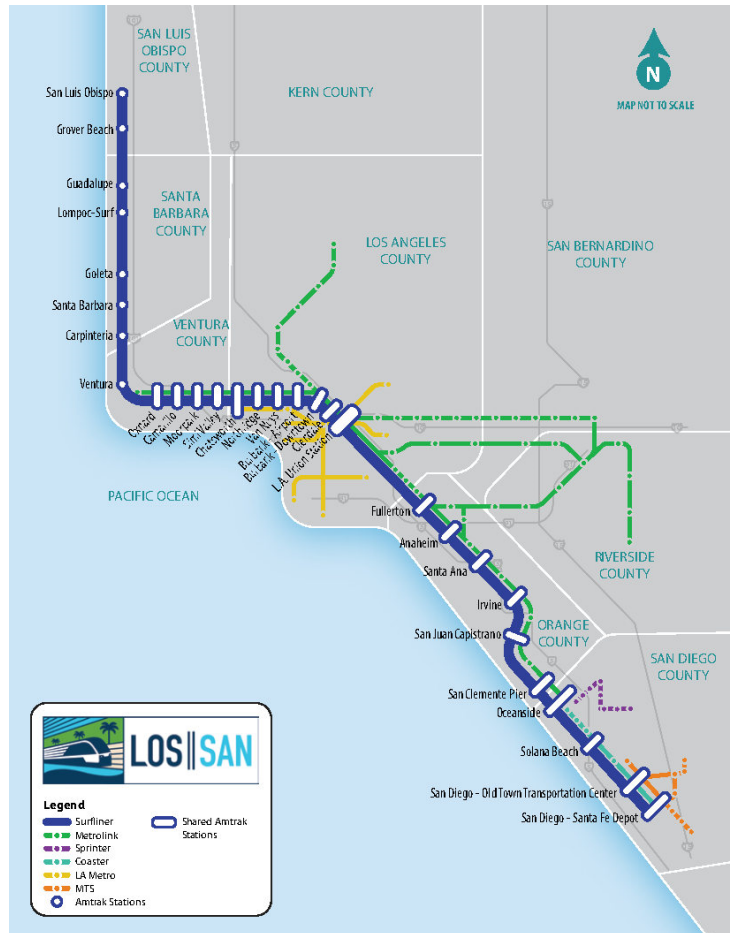 SAN LUIS
OBISPO
COUNTY
KERN COUNTY
N
MAP NOT TO SCALE
San Luis Obispo
Grover Beach
Guadalupe
Lompoc-Surf
SANTA
BARBARA
COUNTY
LOS ANGELES
COUNTY
SAN BERNARDINO
COUNTY
Goleta
Santa Barbara
Carpinteria
VENTURA
COUNTY
Ventura
Oxnard
Camarillo
Moorpark
Simi Valley
Chatsworth
Northridge
Van Nuys
Burbank - Airport
Burbank - Downtown
Glendale
L.A. Union Station
PACIFIC OCEAN
Fullerton
Anaheim
Santa Ana
Irvine
San Juan Capistrano
RIVERSIDE
COUNTY
ORANGE
COUNTY
SAN DIEGO
COUNTY
San Clemente Pier
Oceanside
Solana Beach
San Diego - Old Town Transportation Center
San Diego - Santa Fe Depot
LOS SAN
Legend
Surfliner
Metrolink
Sprinter
Coaster
LA Metro
MTS
Amtrak Stations
Shared Amtrak
Stations